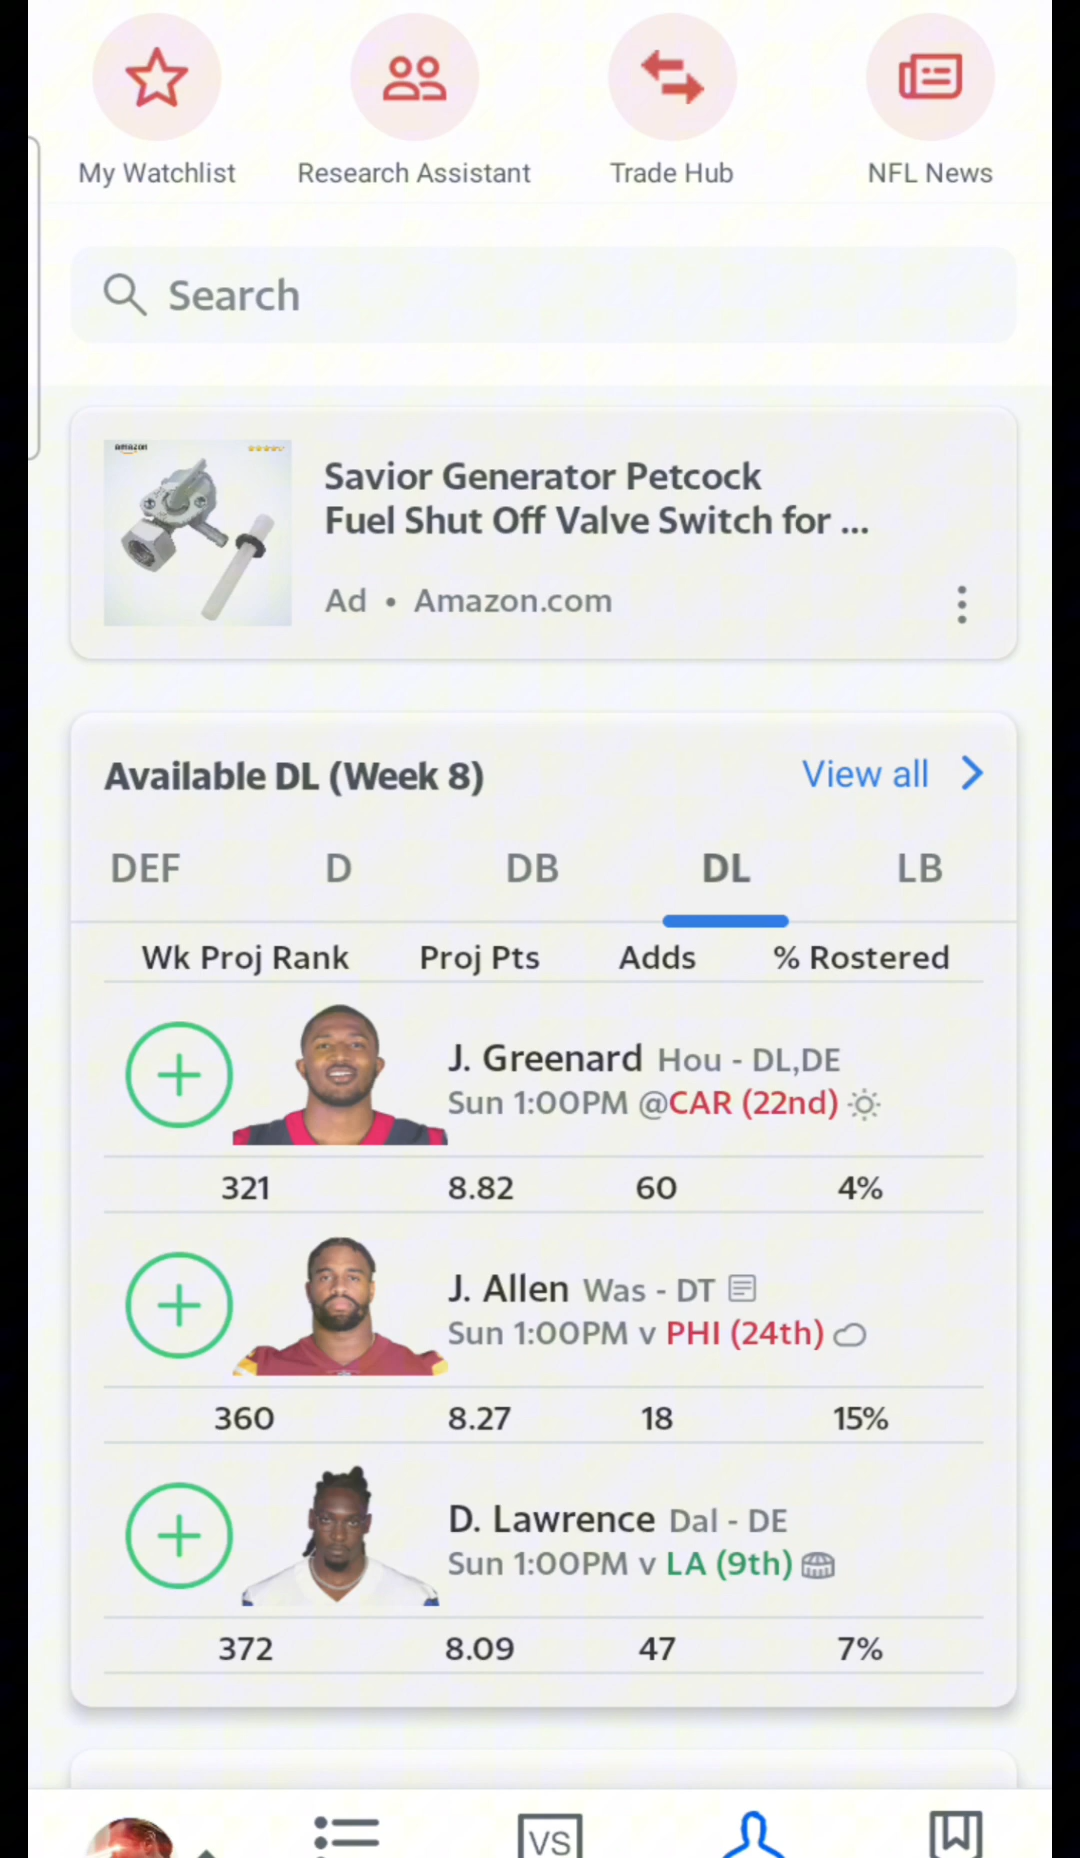 My Watchlist Research Assistant Trade Hub NFL News
Search
amazon
Savior Generator Petcock
Fuel Shut Off Valve Switch for ...
Ad • Amazon.com
Available DL (Week 8) View all
DEF D DB DL LB
Wk Proj Rank Proj Pts Adds % Rostered
J. Greenard Hou - DL,DE
Sun 1:00PM @CAR (22nd)
321 8.82 60 4%
J. Allen Was - DT
Sun 1:00PM v PHI (24th)
360 8.27 18 15%
D. Lawrence Dal - DE
Sun 1:00PM v LA (9th)
372 8.09 47 7%
VS